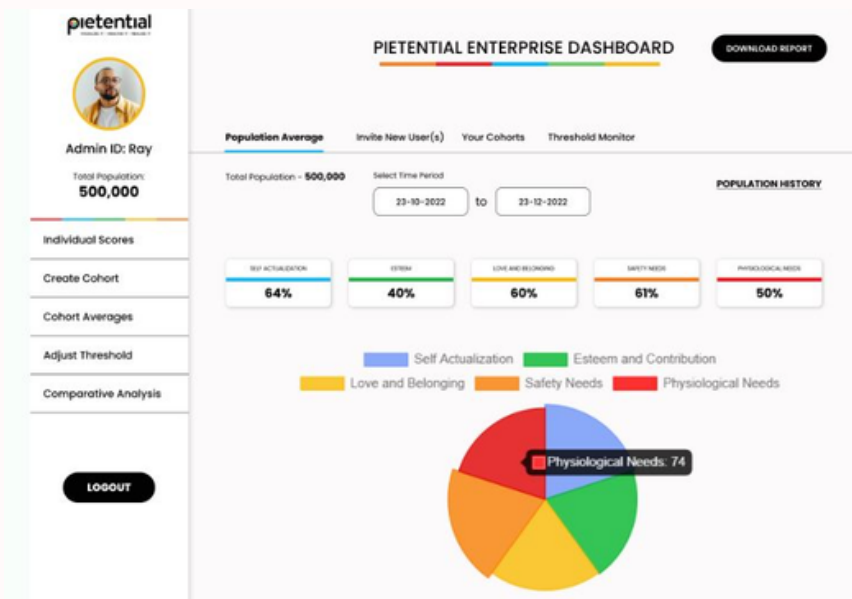 pietential
Admin ID: Ray
Total Population:
500,000
Individual Scores
Create Cohort
Cohort Averages
Adjust Threshold
Comparative Analysis
LOGOUT
PIETENTIAL ENTERPRISE DASHBOARD
DOWNLOAD REPORT
Population Average Invite New User(s) Your Cohorts Threshold Monitor
Total Population - 500,000
Select Time Period
23-10-2022 to 23-12-2022
POPULATION HISTORY
SELF ACTUALIZATION
64%
ESTEEM
40%
LOVE AND BELONGING
60%
SAFETY NEEDS
61%
PHYSIOLOGICAL NEEDS
50%
Self Actualization Esteem and Contribution
Love and Belonging Safety Needs Physiological Needs
Physiological Needs: 74